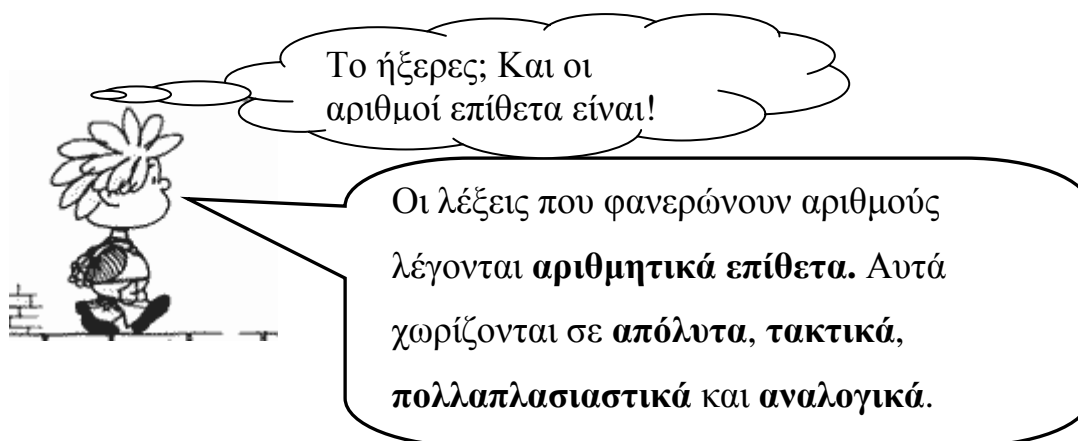 Το ήξερες; Και οι
αριθμοί επίθετα είναι!
Οι λέξεις που φανερώνουν αριθμούς
λέγονται αριθμητικά επίθετα. Αυτά
χωρίζονται σε απόλυτα, τακτικά,
πολλαπλασιαστικά και αναλογικά.